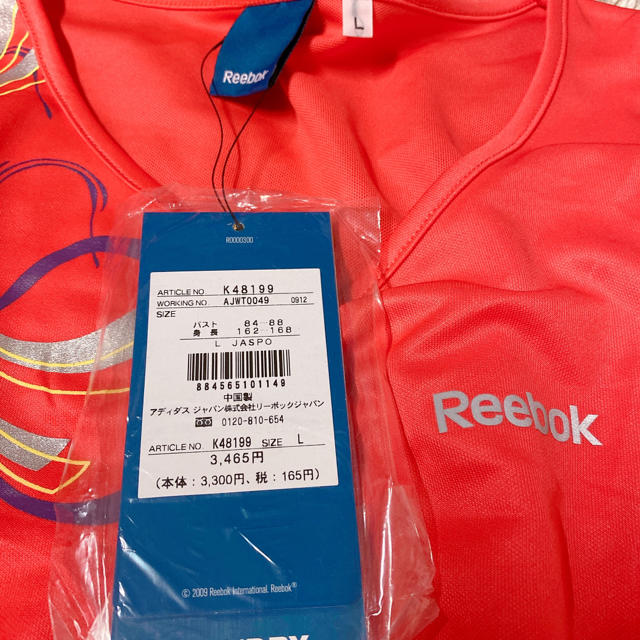 Reebok
L
R0000300
ARTICLE NO. K48199
WORKING NO. AJWT0049 0912
SIZE
バスト 84-88
身長 162-168
L JASPO
884565101149
中国製
アディダス ジャパン株式会社リーボックジャパン
0120-810-654
ARTICLE NO. K48199 SIZE L
3,465円
(本体:3,300円、税:165円)
© 2009 Reebok International. Reebok®
Reebok